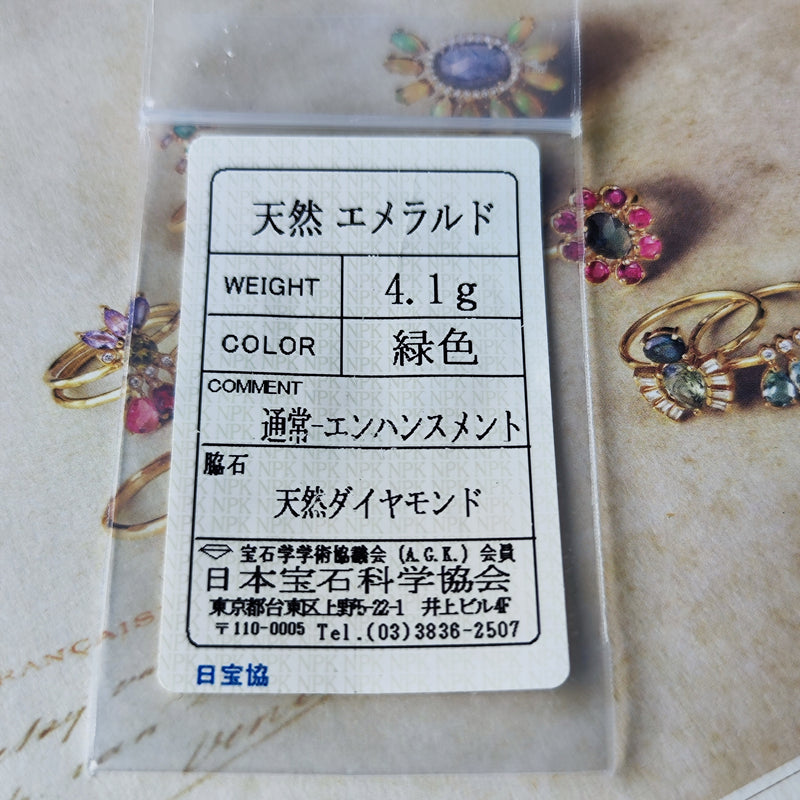 天然 エメラルド
WEIGHT 4.1g
COLOR 緑色
COMMENT
通常-エンハンスメント
脇石
天然ダイヤモンド
宝石学学術協議会 (A.G.K.) 会員
日本宝石科学協会
東京都台東区上野5-22-1 井上ビル4F
〒110-0005 Tel.(03)3836-2507
日宝協